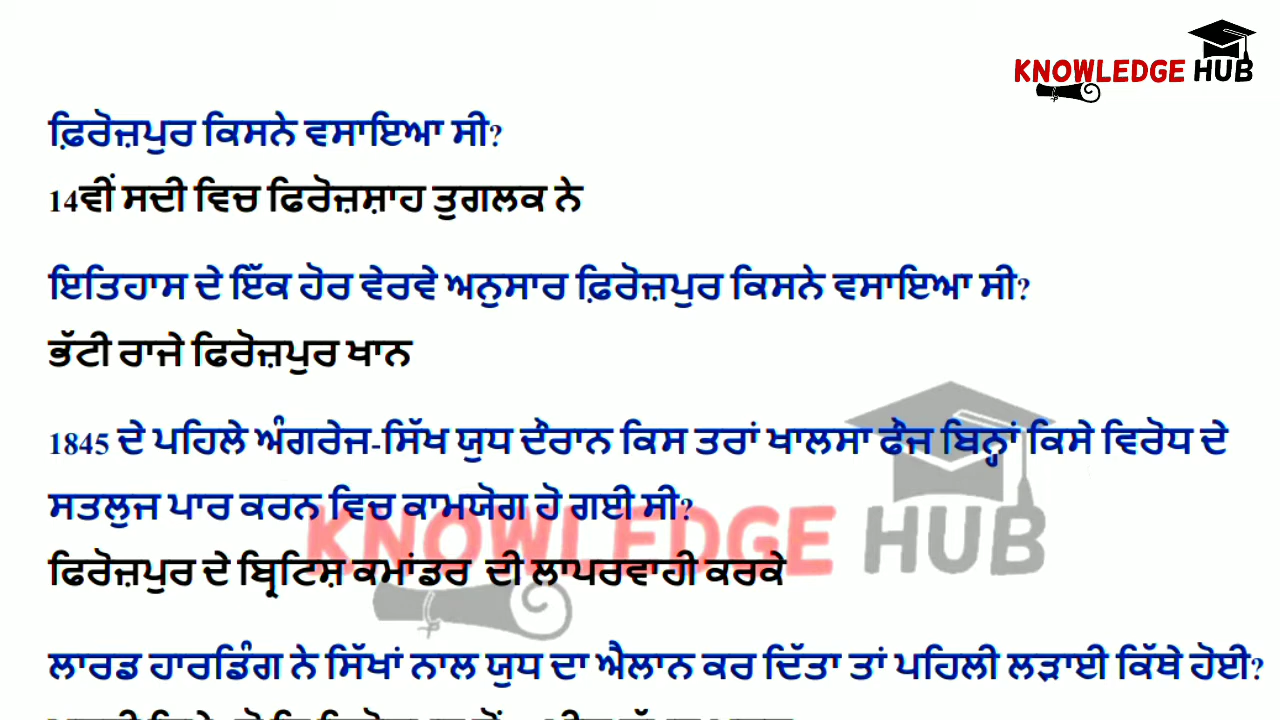 KNOWLEDGE HUB
ਫ਼ਿਰੋਜ਼ਪੁਰ ਕਿਸਨੇ ਵਸਾਇਆ ਸੀ?
14ਵੀਂ ਸਦੀ ਵਿਚ ਫਿਰੋਜ਼ਸ਼ਾਹ ਤੁਗਲਕ ਨੇ
ਇਤਿਹਾਸ ਦੇ ਇੱਕ ਹੋਰ ਵੇਰਵੇ ਅਨੁਸਾਰ ਫ਼ਿਰੋਜ਼ਪੁਰ ਕਿਸਨੇ ਵਸਾਇਆ ਸੀ?
ਭੱਟੀ ਰਾਜੇ ਫਿਰੋਜ਼ਪੁਰ ਖਾਨ
1845 ਦੇ ਪਹਿਲੇ ਅੰਗਰੇਜ-ਸਿੱਖ ਯੁਧ ਦੌਰਾਨ ਕਿਸ ਤਰਾਂ ਖਾਲਸਾ ਫੌਜ ਬਿਨ੍ਹਾਂ ਕਿਸੇ ਵਿਰੋਧ ਦੇ
ਸਤਲੁਜ ਪਾਰ ਕਰਨ ਵਿਚ ਕਾਮਯੋਗ ਹੋ ਗਈ ਸੀ?
KNOWLEDGE HUB
ਫਿਰੋਜ਼ਪੁਰ ਦੇ ਬ੍ਰਿਟਿਸ਼ ਕਮਾਂਡਰ ਦੀ ਲਾਪਰਵਾਹੀ ਕਰਕੇ
ਲਾਰਡ ਹਾਰਡਿੰਗ ਨੇ ਸਿੱਖਾਂ ਨਾਲ ਯੁਧ ਦਾ ਐਲਾਨ ਕਰ ਦਿੱਤਾ ਤਾਂ ਪਹਿਲੀ ਲੜਾਈ ਕਿੱਥੇ ਹੋਈ?